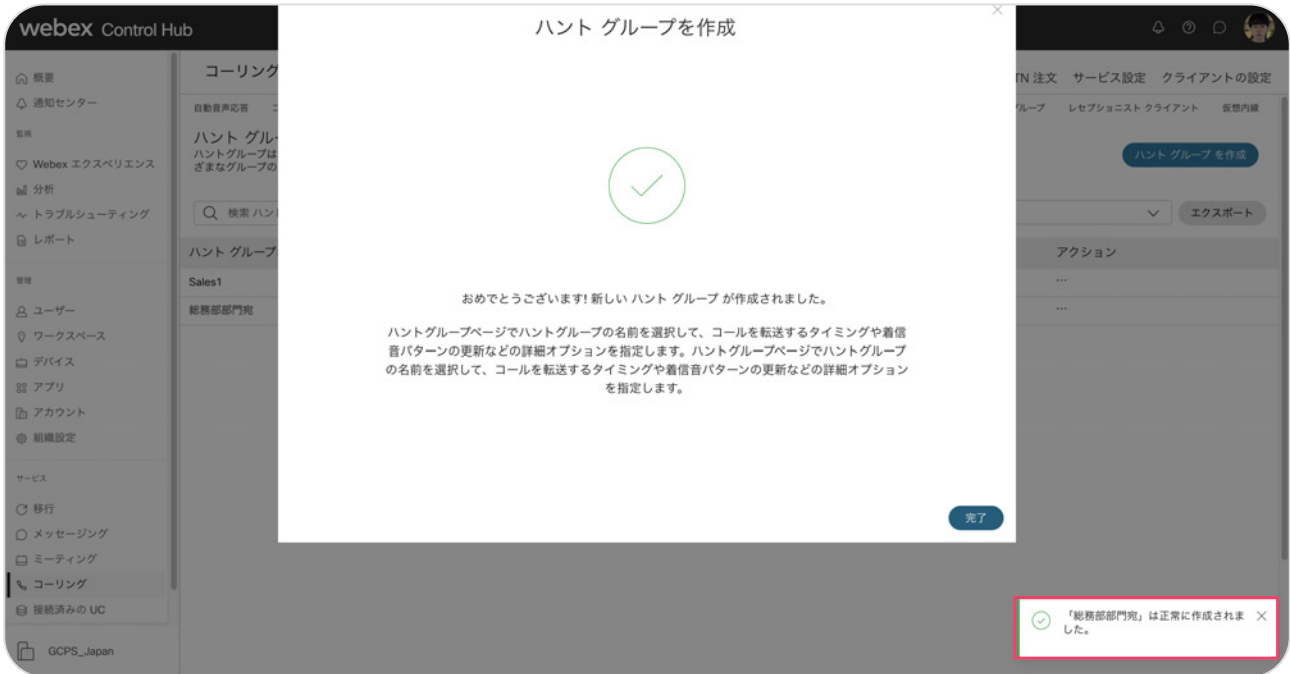 webex Control Hub
ハント グループを作成
概要
通知センター
監視
Webex エクスペリエンス
分析
トラブルシューティング
レポート
管理
ユーザー
ワークスペース
デバイス
アプリ
アカウント
組織設定
サービス
移行
メッセージング
ミーティング
コーリング
接続済みの UC
GCPS_Japan
コーリング
TN 注文 サービス設定 クライアントの設定
自動音声応答
グループ レセプショニスト クライアント 仮想内線
ハント グルー
ハントグループは
ざまなグループの
ハント グループ を作成
検索 ハント
エクスポート
ハント グループ
アクション
Sales1
…
総務部部門宛
…
おめでとうございます! 新しい ハント グループ が作成されました。
ハントグループページでハントグループの名前を選択して、コールを転送するタイミングや着信
音パターンの更新などの詳細オプションを指定します。ハントグループページでハントグループ
の名前を選択して、コールを転送するタイミングや着信音パターンの更新などの詳細オプション
を指定します。
完了
「総務部部門宛」は正常に作成されま
した。